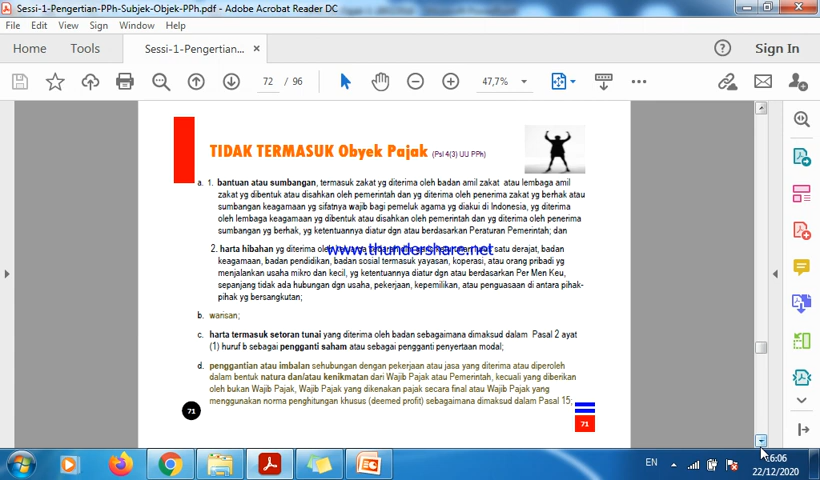 Sessi-1-Pengertian-PPh-Subjek-Objek-PPh.pdf - Adobe Acrobat Reader DC
File Edit View Sign Window Help
Home Tools Sessi-1-Pengertian... × Sign In
72 / 96 47,7%
TIDAK TERMASUK Obyek Pajak (Psl 4(3) UU PPh)
a. 1. bantuan atau sumbangan, termasuk zakat yg diterima oleh badan amil zakat atau lembaga amil
zakat yg dibentuk atau disahkan oleh pemerintah dan yg diterima oleh penerima zakat yg berhak atau
sumbangan keagamaan yg sifatnya wajib bagi pemeluk agama yg diakui di Indonesia, yg diterima
oleh lembaga keagamaan yg dibentuk atau disahkan oleh pemerintah dan yg diterima oleh penerima
sumbangan yg berhak, yg ketentuannya diatur dgn atau berdasarkan Peraturan Pemerintah; dan
2. harta hibahan yg diterima oleh satu derajat, badan
www.thundershare.net
keagamaan, badan pendidikan, badan sosial termasuk yayasan, koperasi, atau orang pribadi yg
menjalankan usaha mikro dan kecil, yg ketentuannya diatur dgn atau berdasarkan Per Men Keu,
sepanjang tidak ada hubungan dgn usaha, pekerjaan, kepemilikan, atau penguasaan di antara pihak-
pihak yg bersangkutan;
b. warisan;
c. harta termasuk setoran tunai yang diterima oleh badan sebagaimana dimaksud dalam Pasal 2 ayat
(1) huruf b sebagai pengganti saham atau sebagai pengganti penyertaan modal;
d. penggantian atau imbalan sehubungan dengan pekerjaan atau jasa yang diterima atau diperoleh
dalam bentuk natura dan/atau kenikmatan dari Wajib Pajak atau Pemerintah, kecuali yang diberikan
oleh bukan Wajib Pajak, Wajib Pajak yang dikenakan pajak secara final atau Wajib Pajak yang
menggunakan norma penghitungan khusus (deemed profit) sebagaimana dimaksud dalam Pasal 15;
71
71
EN 16:06
22/12/2020